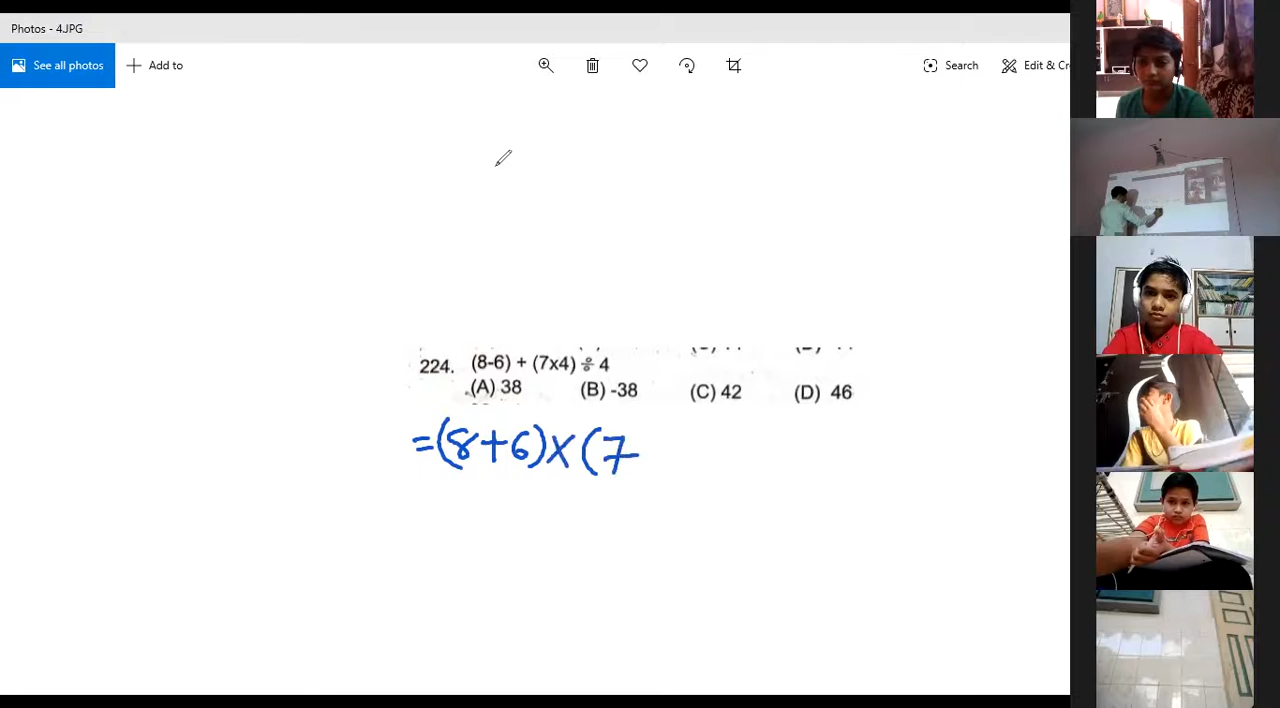 Photos - 4.JPG
See all photos
Add to
Search
Edit & Cr
224. (8-6) + (7x4) ÷ 4
(A) 38 (B) -38 (C) 42 (D) 46
=(8+6)×(7